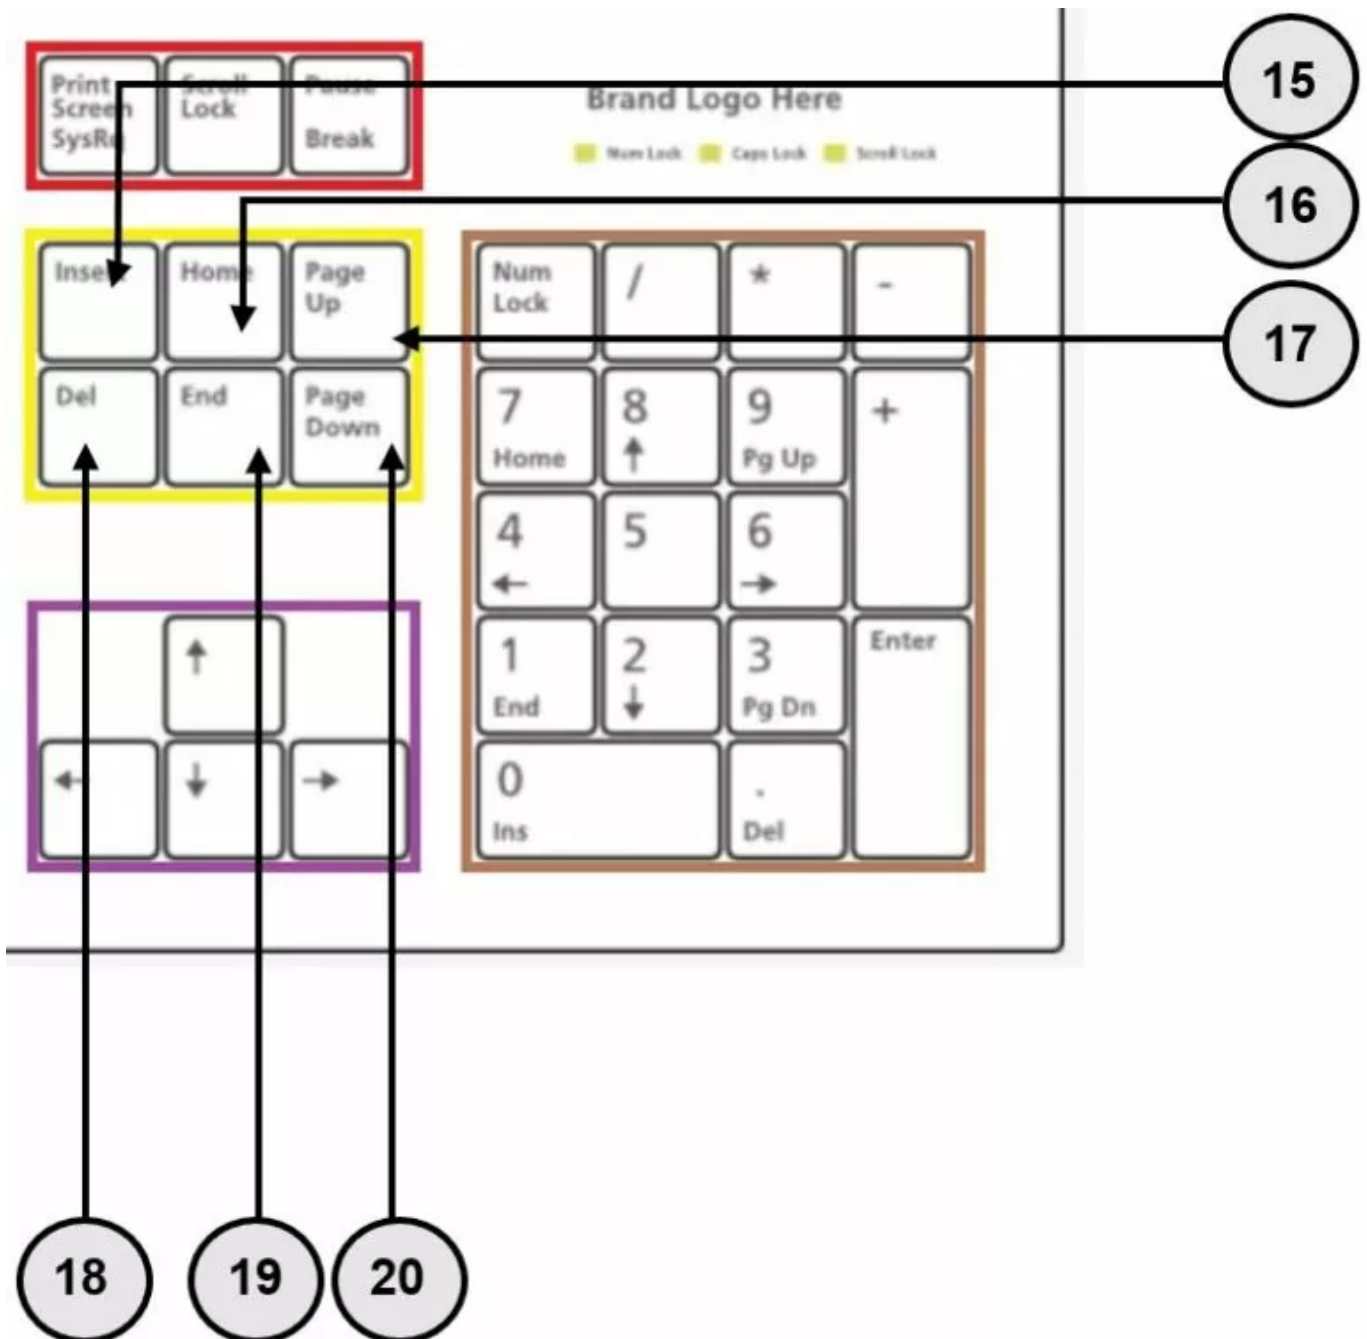 Print
Screen
SysRq
Scroll
Lock
Pause
Break
Brand Logo Here
Num Lock
Caps Lock
Scroll Lock
15
16
17
Insert
Home
Page
Up
Del
End
Page
Down
Num
Lock
/
*
-
7
Home
8
↑
9
Pg Up
+
4
←
5
6
→
1
End
2
↓
3
Pg Dn
Enter
0
Ins
.
Del
↑
←
↓
→
18
19
20